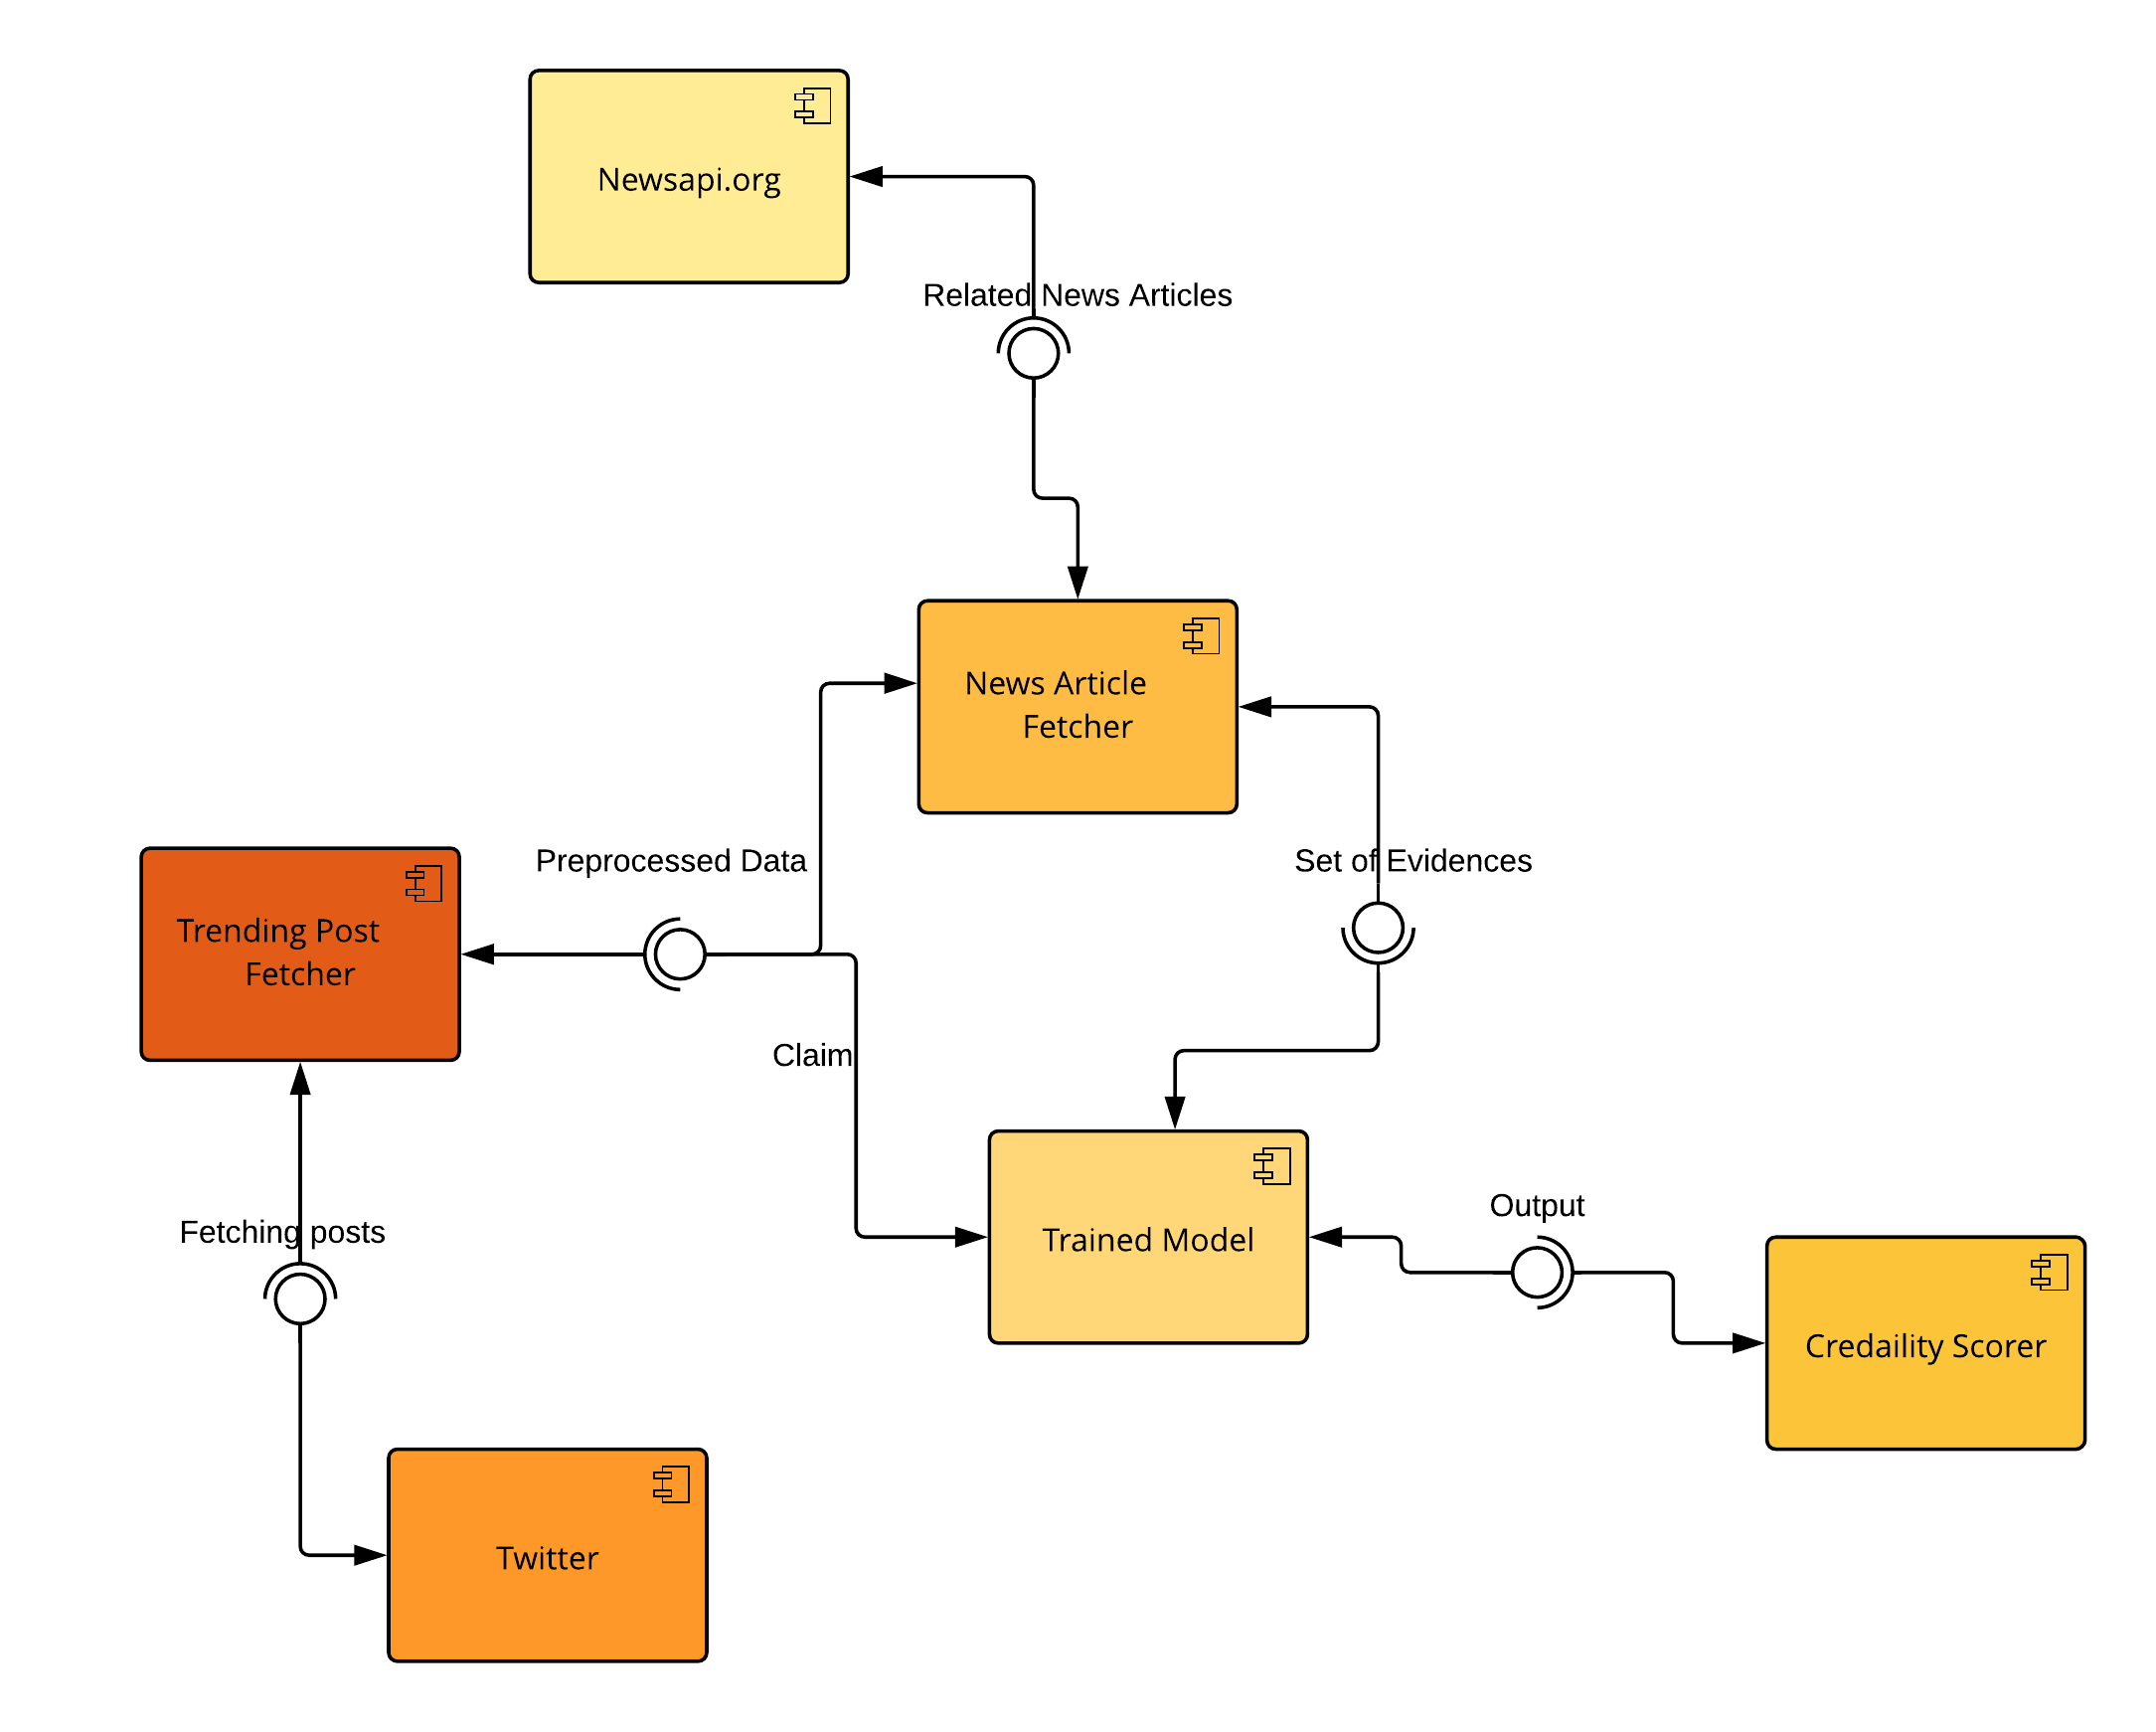 Newsapi.org
Related News Articles
News Article
Fetcher
Preprocessed Data
Set of Evidences
Trending Post
Fetcher
Claim
Fetching posts
Trained Model
Output
Credaility Scorer
Twitter